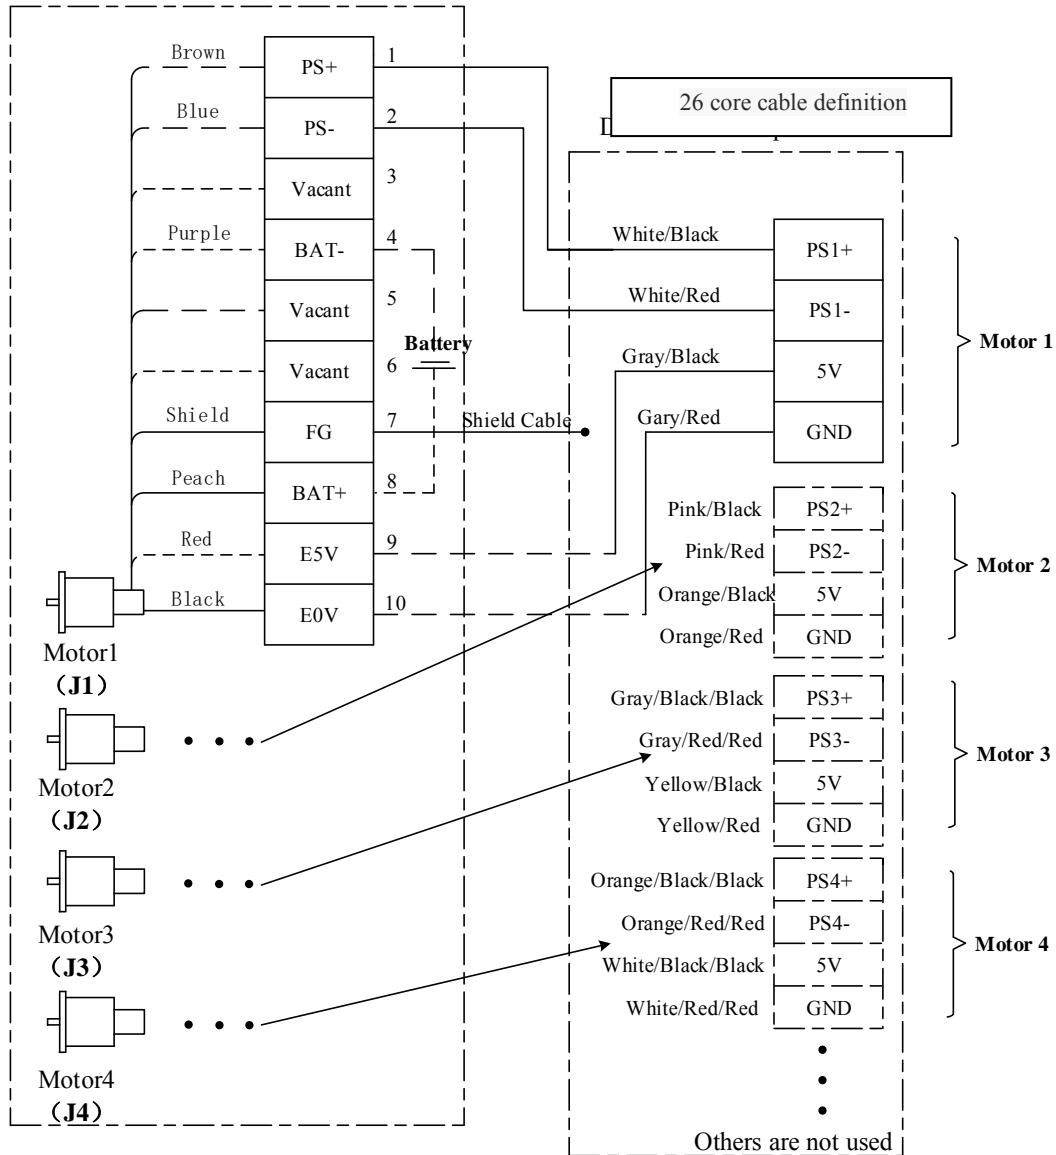 Brown PS+ 1
Blue PS- 2
Vacant 3
Purple BAT- 4
Vacant 5
Battery
Vacant 6
Shield FG 7 Shield Cable
Peach BAT+ 8
Red E5V 9
Black E0V 10
Motor1
(J1)
Motor2
(J2)
Motor3
(J3)
Motor4
(J4)
26 core cable definition
White/Black PS1+
White/Red PS1-
Gray/Black 5V
Gary/Red GND
Motor 1
Pink/Black PS2+
Pink/Red PS2-
Orange/Black 5V
Orange/Red GND
Motor 2
Gray/Black/Black PS3+
Gray/Red/Red PS3-
Yellow/Black 5V
Yellow/Red GND
Motor 3
Orange/Black/Black PS4+
Orange/Red/Red PS4-
White/Black/Black 5V
White/Red/Red GND
Motor 4
Others are not used